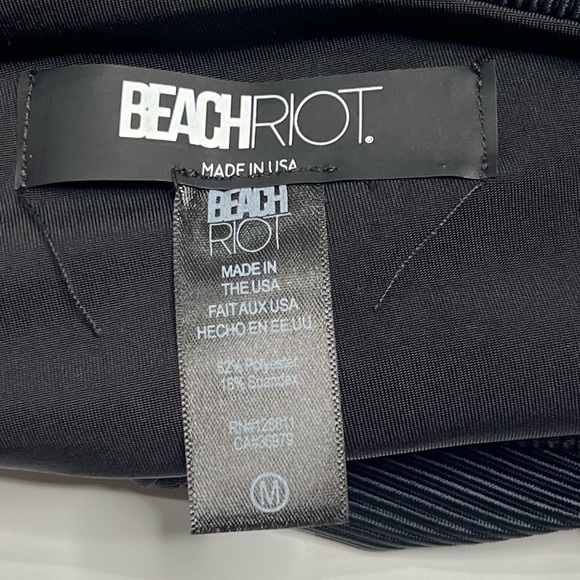 BEACHRIOT®
MADE IN USA
BEACH
RIOT
MADE IN
THE USA
FAIT AUX USA
HECHO EN EE.UU.
82% Polyester
18% Spandex
RN#128811
CA#36979
M